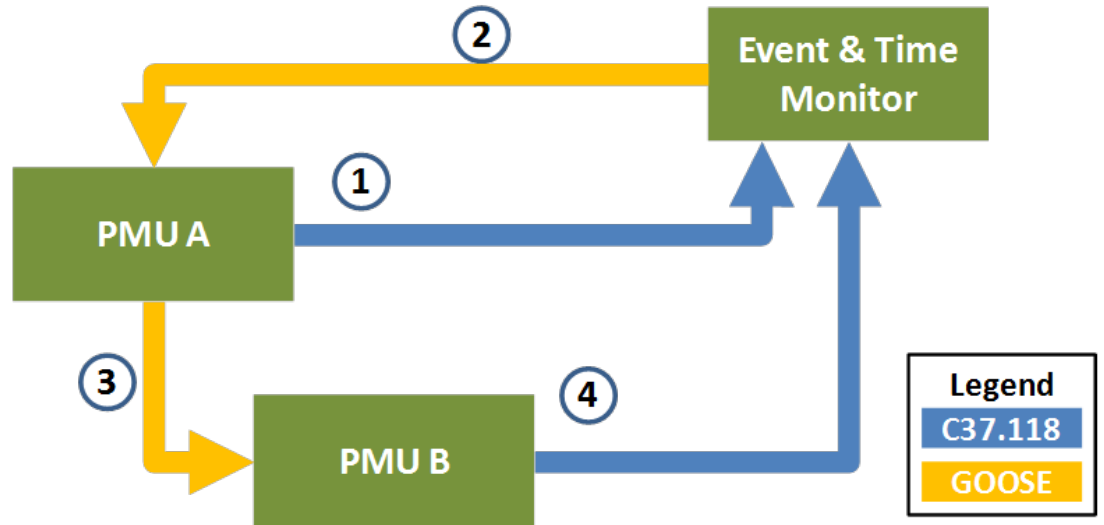 2
Event & Time
Monitor
1
PMU A
3
4
PMU B
Legend
C37.118
GOOSE